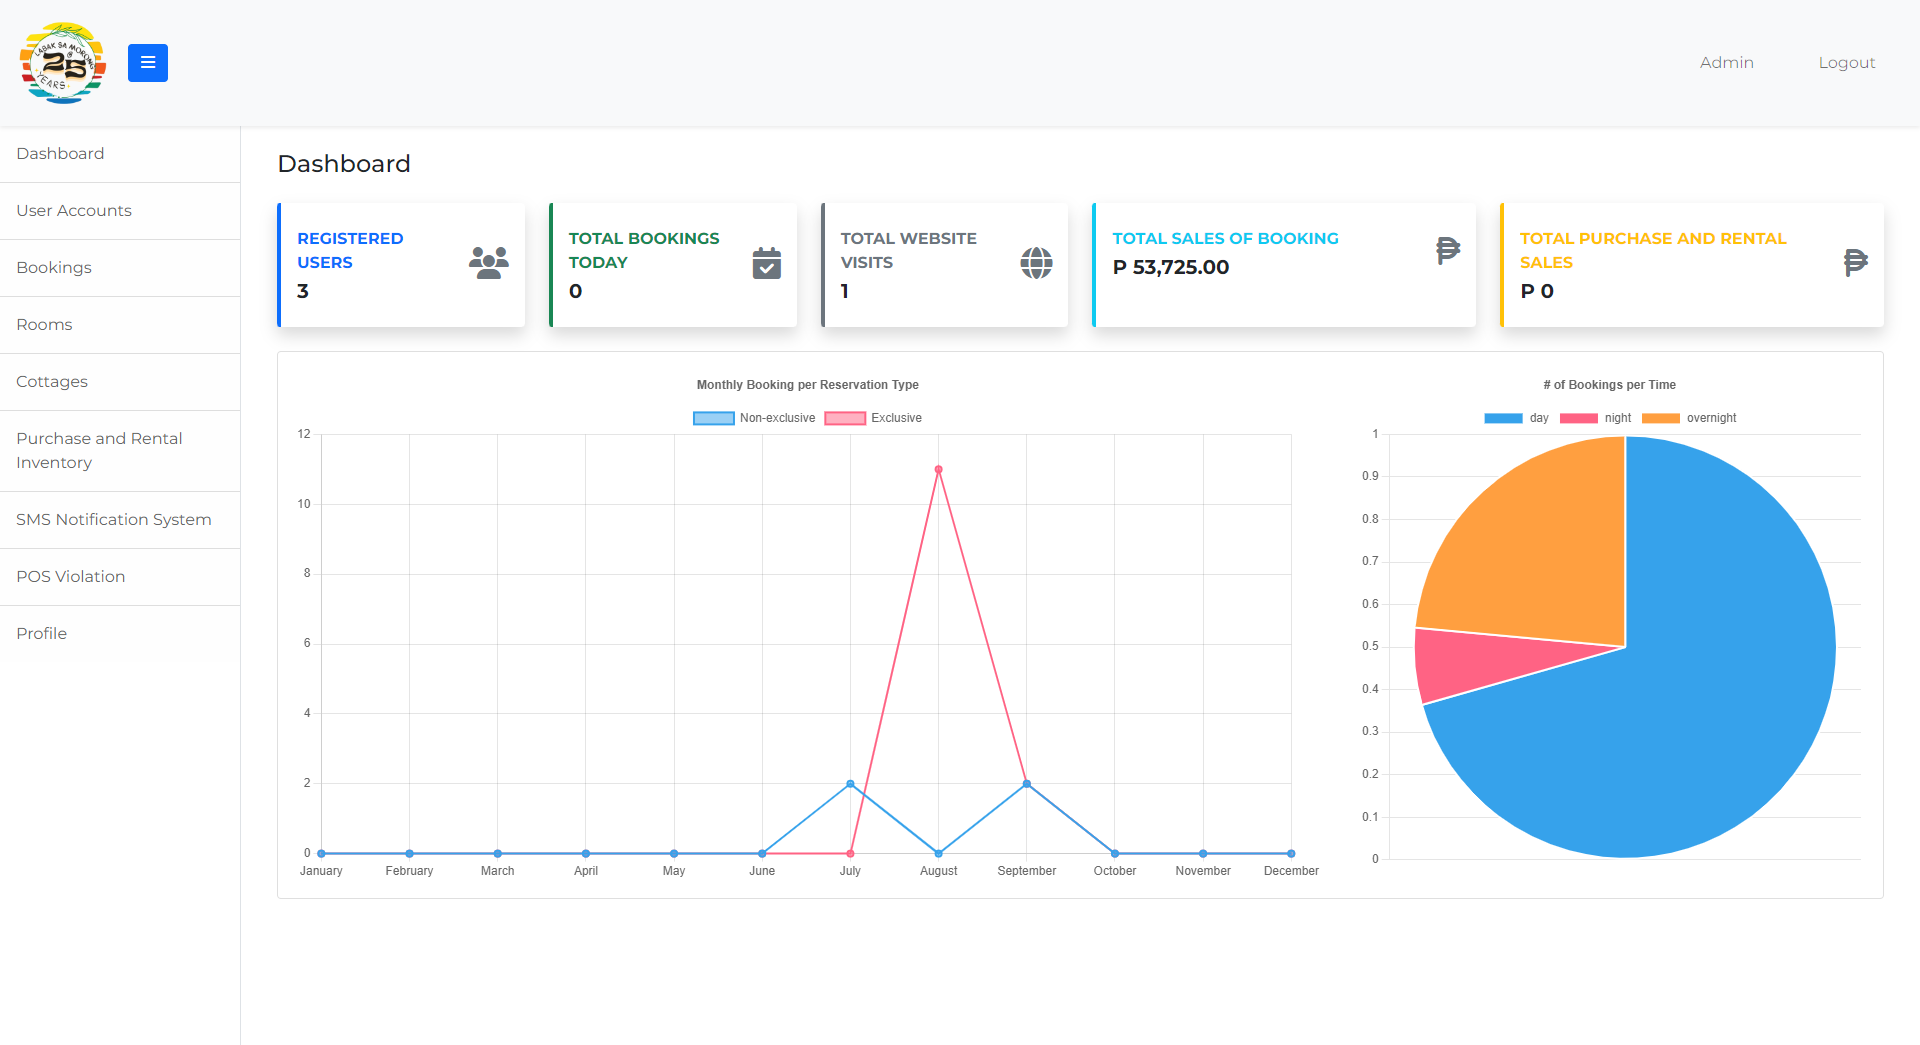 LABAK SA MORONG
@
25
YEARS
Admin
Logout
Dashboard
User Accounts
Bookings
Rooms
Cottages
Purchase and Rental
Inventory
SMS Notification System
POS Violation
Profile
Dashboard
REGISTERED
USERS
3
TOTAL BOOKINGS
TODAY
0
TOTAL WEBSITE
VISITS
1
TOTAL SALES OF BOOKING
P 53,725.00
TOTAL PURCHASE AND RENTAL
SALES
P 0
Monthly Booking per Reservation Type
Non-exclusive Exclusive
12
10
8
6
4
2
0
January February March April May June July August September October November December
# of Bookings per Time
day night overnight
1
0.9
0.8
0.7
0.6
0.5
0.4
0.3
0.2
0.1
0